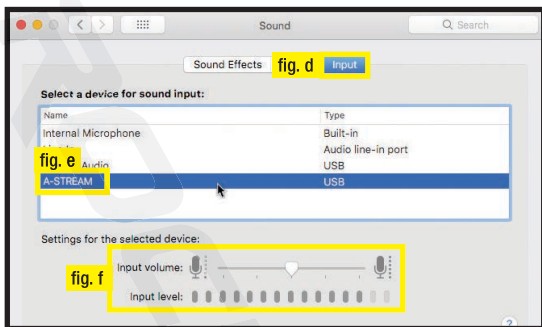 Sound
Search
Sound Effects fig. d Input
Select a device for sound input:
Name Type
Internal Microphone Built-in
Audio line-in port
fig. e Audio USB
A-STREAM USB
Settings for the selected device:
Input volume:
fig. f
Input level:
?